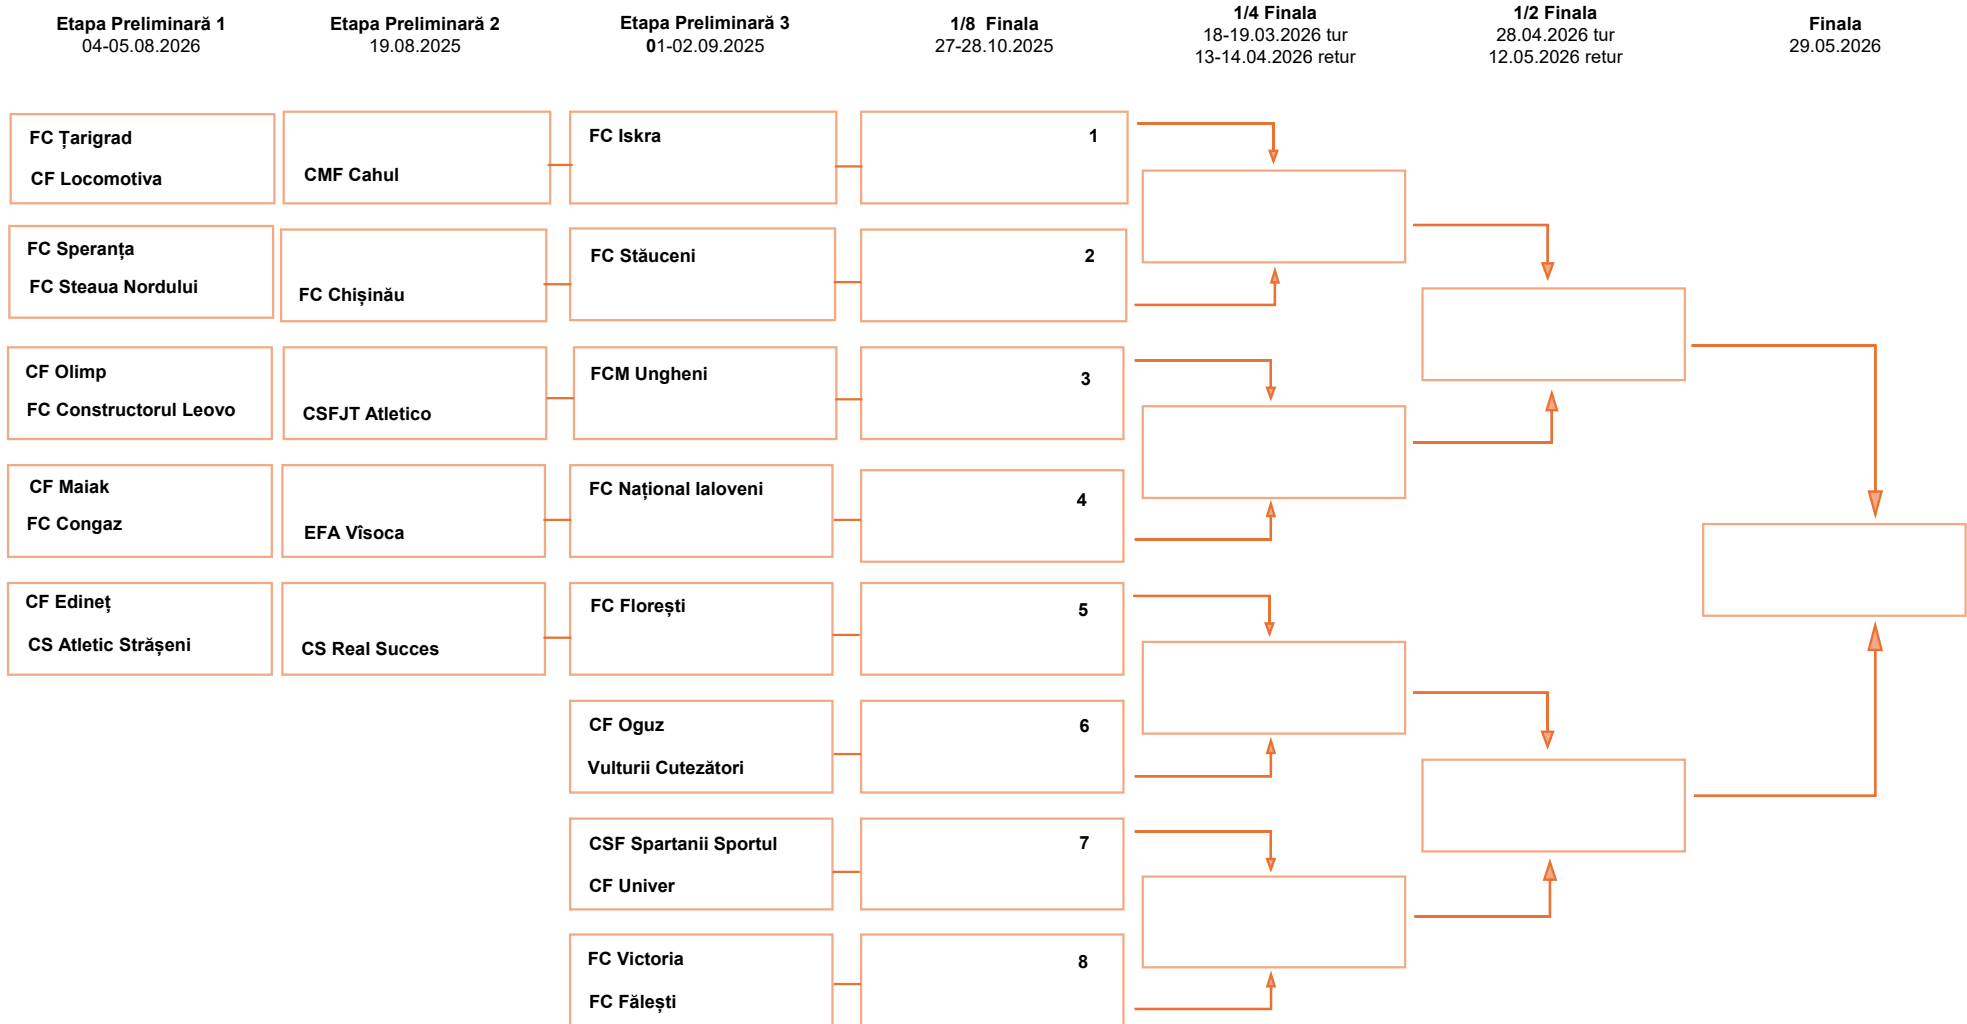 Etapa Preliminară 1
04-05.08.2026
Etapa Preliminară 2
19.08.2025
Etapa Preliminară 3
01-02.09.2025
1/8 Finala
27-28.10.2025
1/4 Finala
18-19.03.2026 tur
13-14.04.2026 retur
1/2 Finala
28.04.2026 tur
12.05.2026 retur
Finala
29.05.2026
FC Țarigrad
CF Locomotiva
CMF Cahul
FC Iskra
1
FC Speranța
FC Steaua Nordului
FC Chișinău
FC Stăuceni
2
CF Olimp
FC Constructorul Leovo
CSFJT Atletico
FCM Ungheni
3
CF Maiak
FC Congaz
EFA Vîsoca
FC Național Ialoveni
4
CF Edineț
CS Atletic Strășeni
CS Real Succes
FC Florești
5
CF Oguz
Vulturii Cutezători
6
CSF Spartanii Sportul
CF Univer
7
FC Victoria
FC Fălești
8